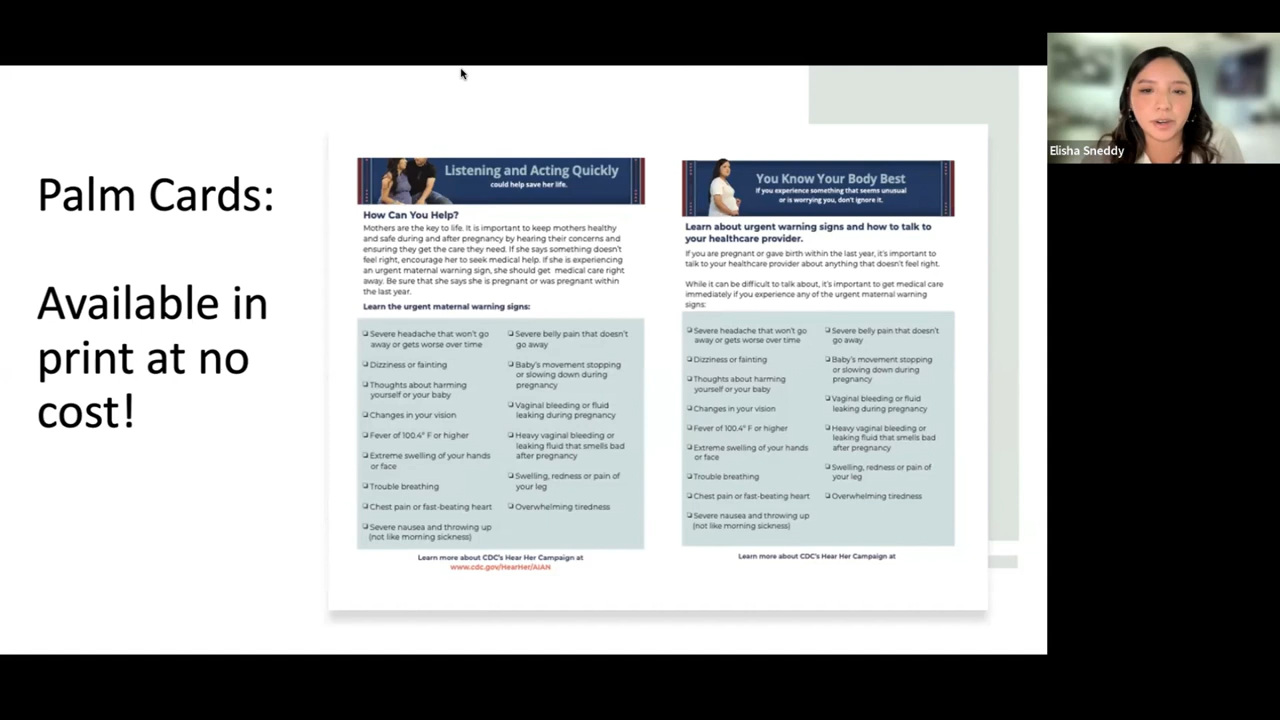 Palm Cards:
Available in
print at no
cost!
Listening and Acting Quickly
could help save her life.
How Can You Help?
Mothers are the key to life. It is important to keep mothers healthy
and safe during and after pregnancy by hearing their concerns and
ensuring they get the care they need. If she says something doesn't
feel right, encourage her to seek medical help. If she is experiencing
an urgent maternal warning sign, she should get medical care right
away. Be sure that she says she is pregnant or was pregnant within
the last year.
Learn the urgent maternal warning signs:
Severe headache that won't go
away or gets worse over time
Dizziness or fainting
Thoughts about harming
yourself or your baby
Changes in your vision
Fever of 100.4° F or higher
Extreme swelling of your hands
or face
Trouble breathing
Chest pain or fast-beating heart
Severe nausea and throwing up
(not like morning sickness)
Severe belly pain that doesn't
go away
Baby's movement stopping
or slowing down during
pregnancy
Vaginal bleeding or fluid
leaking during pregnancy
Heavy vaginal bleeding or
leaking fluid that smells bad
after pregnancy
Swelling, redness or pain of
your leg
Overwhelming tiredness
Learn more about CDC's Hear Her Campaign at
www.cdc.gov/HearHer/AIAN
You Know Your Body Best
If you experience something that seems unusual
or is worrying you, don't ignore it.
Learn about urgent warning signs and how to talk to
your healthcare provider.
If you are pregnant or gave birth within the last year, it's important to
talk to your healthcare provider about anything that doesn't feel right.
While it can be difficult to talk about, it's important to get medical care
immediately if you experience any of the urgent maternal warning
signs:
Severe headache that won't go
away or gets worse over time
Dizziness or fainting
Thoughts about harming
yourself or your baby
Changes in your vision
Fever of 100.4° F or higher
Extreme swelling of your hands
or face
Trouble breathing
Chest pain or fast-beating heart
Severe nausea and throwing up
(not like morning sickness)
Severe belly pain that doesn't
go away
Baby's movement stopping
or slowing down during
pregnancy
Vaginal bleeding or fluid
leaking during pregnancy
Heavy vaginal bleeding or
leaking fluid that smells bad
after pregnancy
Swelling, redness or pain of
your leg
Overwhelming tiredness
Learn more about CDC's Hear Her Campaign at
Elisha Sneddy